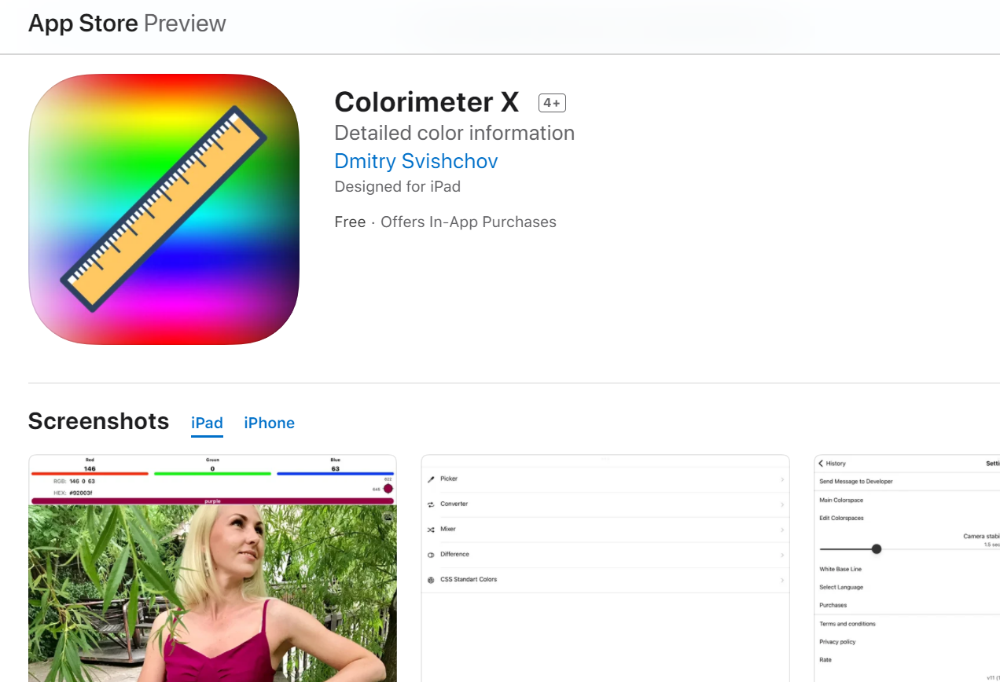 App Store Preview
Colorimeter X 4+
Detailed color information
Dmitry Svishchov
Designed for iPad
Free · Offers In-App Purchases
Screenshots iPad iPhone
Red Green Blue
146 0 63
RGB: 146 0 63
HEX: #92003f
622
645
purple
Picker
Converter
Mixer
Difference
CSS Standart Colors
History Setti
Send Message to Developer
Main Colorspace
Edit Colorspaces
Camera stabi
1.5 sec
White Base Line
Select Language
Purchases
Terms and conditions
Privacy policy
Rate
v11 (1